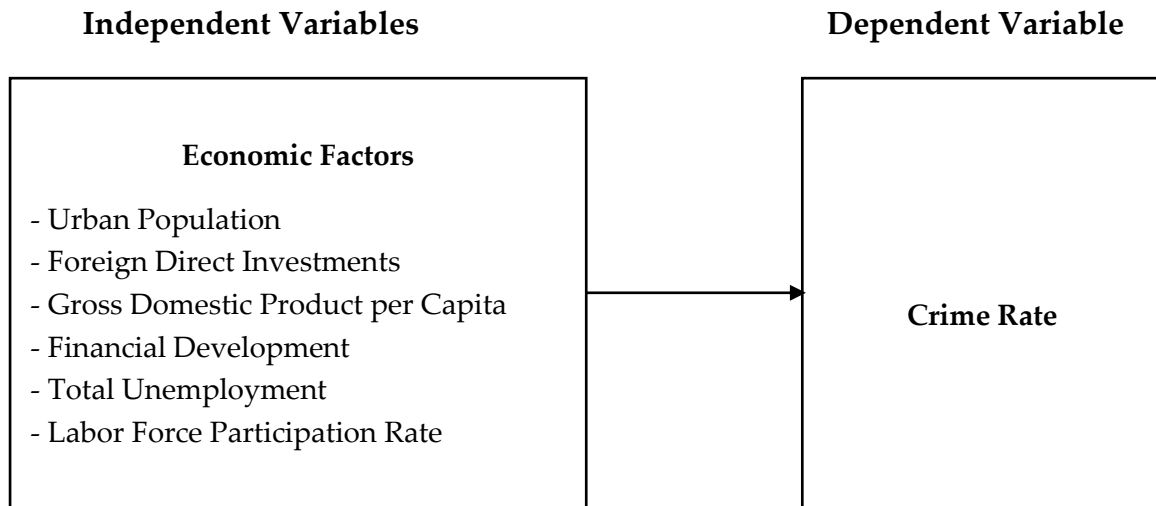 Independent Variables
Dependent Variable
Economic Factors
- Urban Population
- Foreign Direct Investments
- Gross Domestic Product per Capita
- Financial Development
- Total Unemployment
- Labor Force Participation Rate
Crime Rate